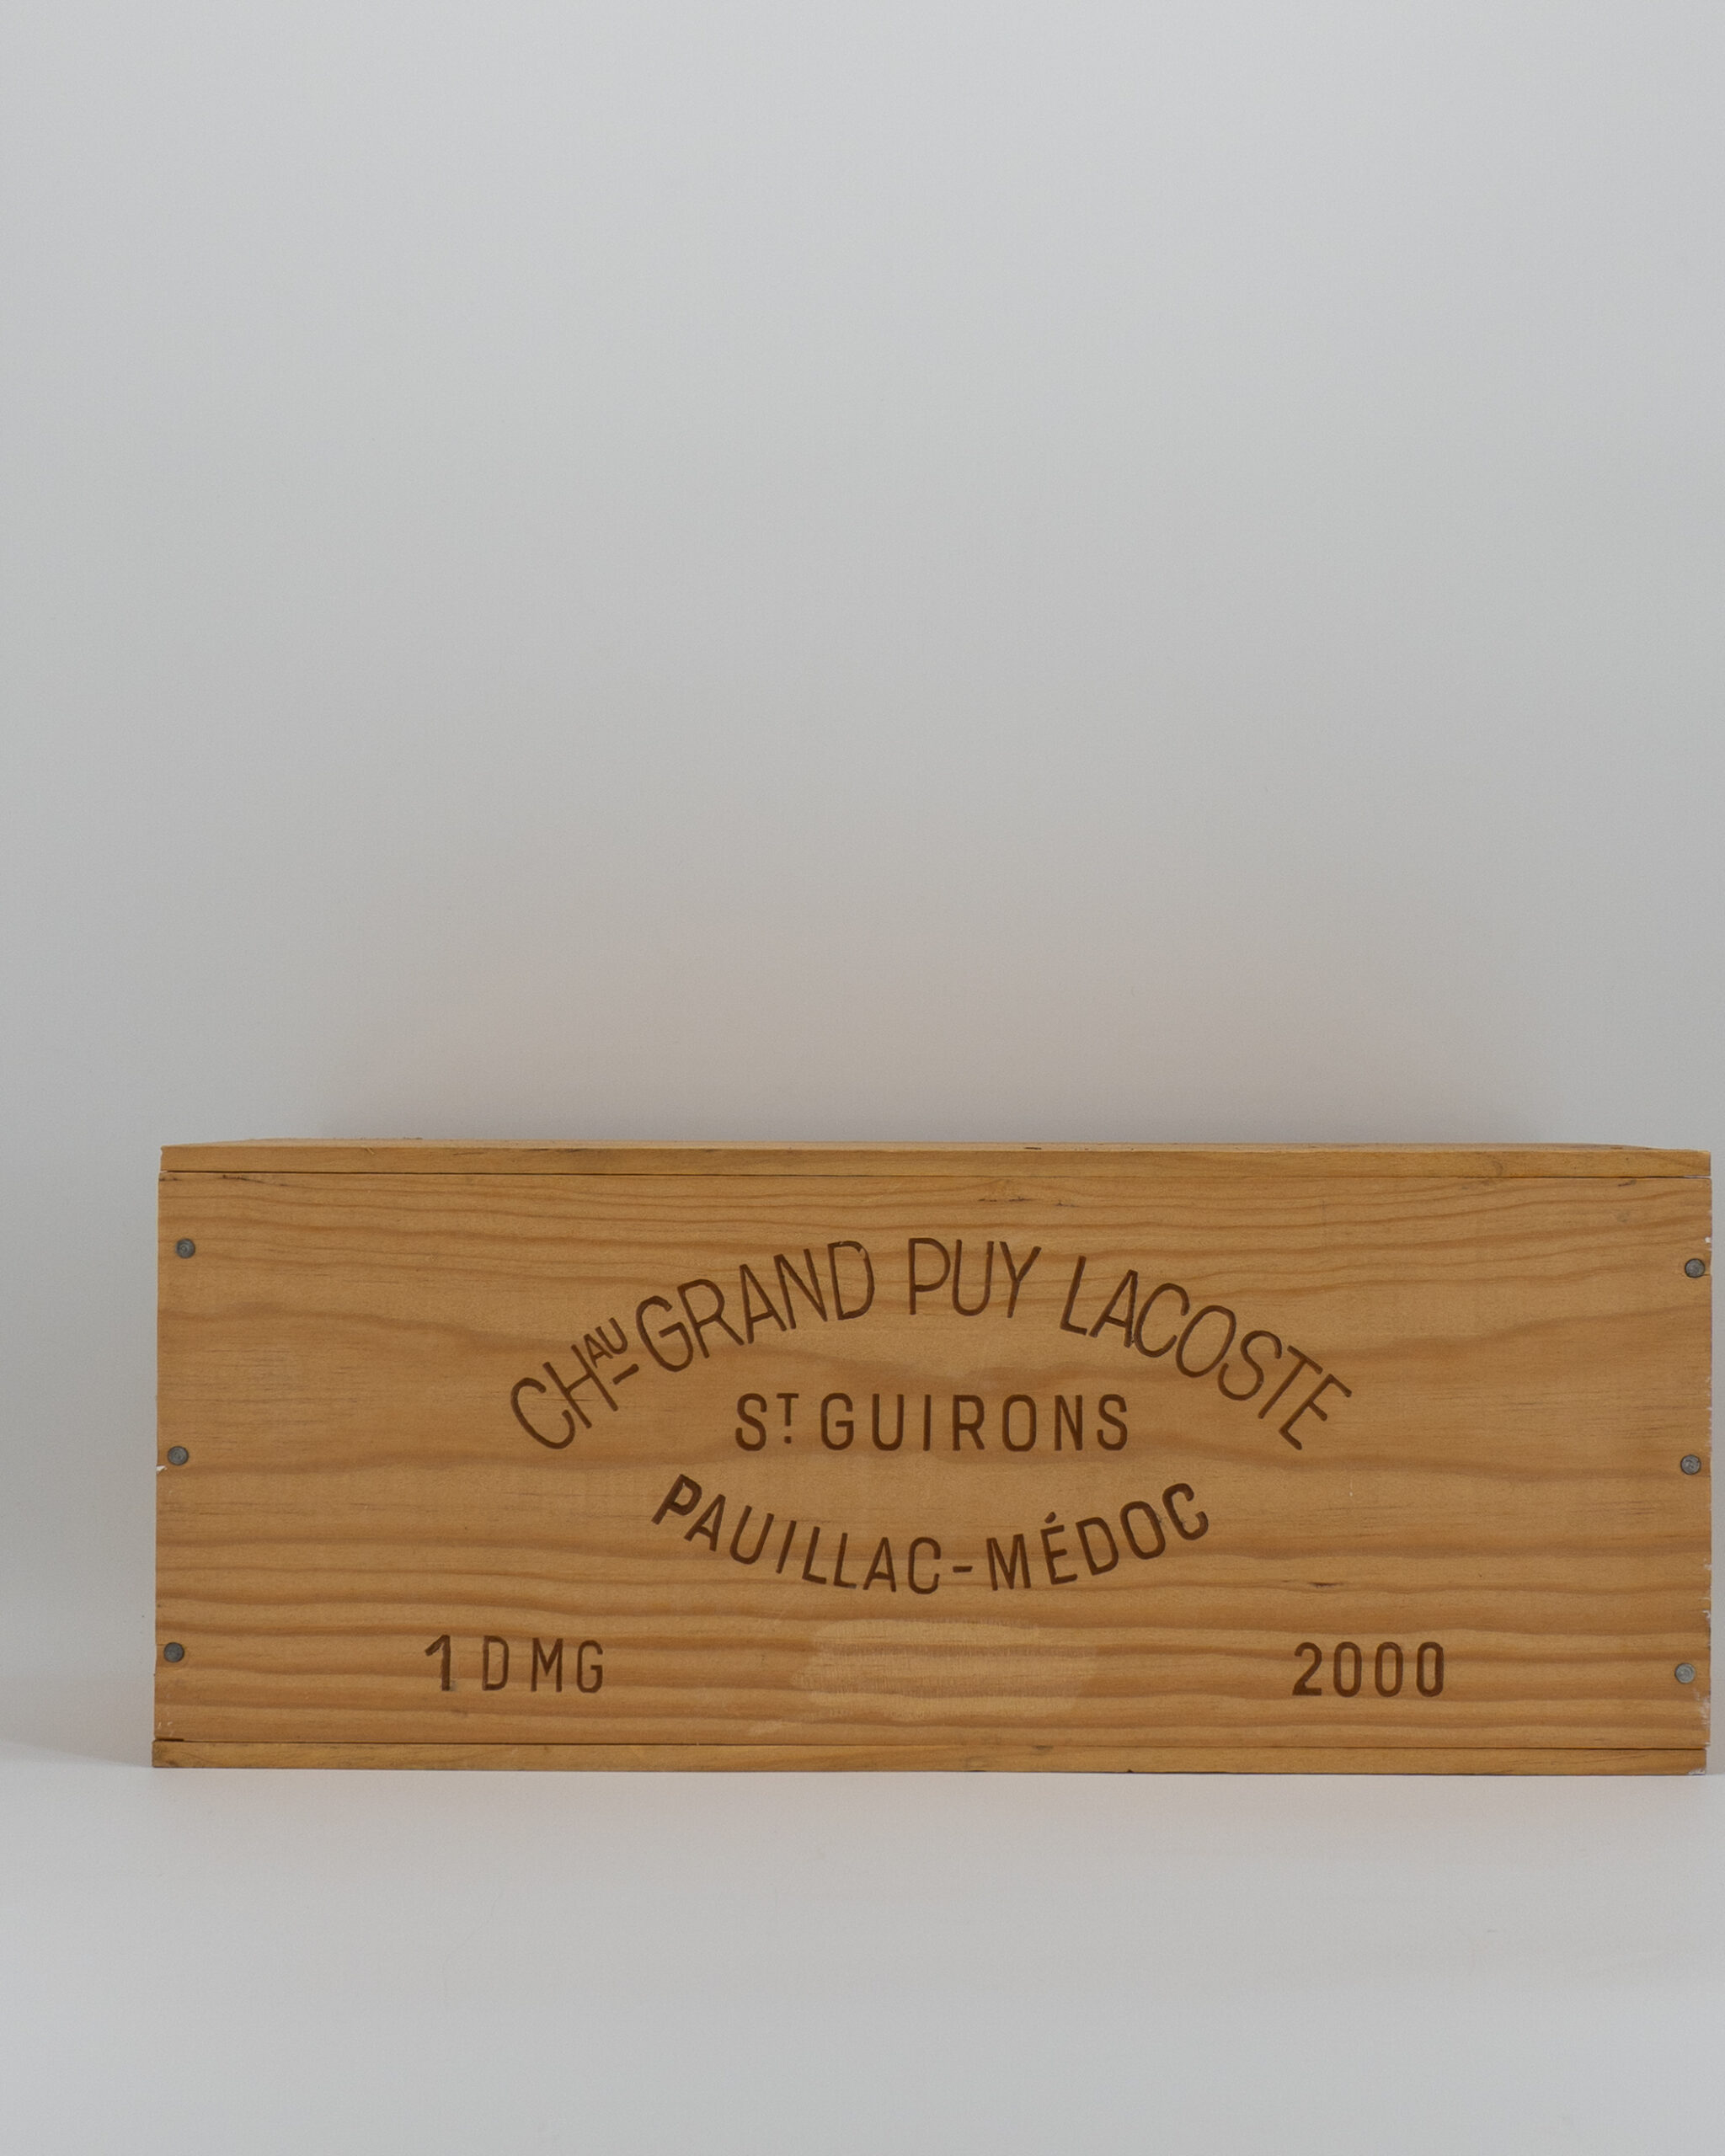 CHAU GRAND PUY LACOSTE
ST GUIRONS
PAUILLAC-MÉDOC
1 DMG 2000